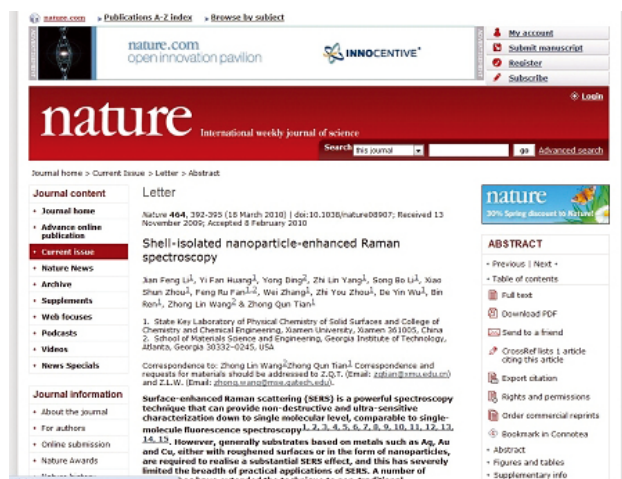 nature.com
Publications A-Z index
Browse by subject
nature.com
open innovation pavilion
INNOCENTIVE
My account
Submit manuscript
Register
Subscribe
Login
nature International weekly journal of science
Search this journal go Advanced search
Journal home > Current Issue > Letter > Abstract
Journal content
Journal home
Advance online
publication
Current issue
Nature News
Archive
Supplements
Web focuses
Podcasts
Videos
News Specials
Journal information
About the journal
For authors
Online submission
Nature Awards
Nature history
Letter
Nature 464, 392-395 (18 March 2010) | doi:10.1038/nature08907; Received 13
November 2009; Accepted 8 February 2010
Shell-isolated nanoparticle-enhanced Raman
spectroscopy
Jian Feng Li1, Yi Fan Huang1, Yong Ding2, Zhi Lin Yang1, Song Bo Li1, Xiao
Shun Zhou1, Feng Ru Fan1,2, Wei Zhang1, Zhi You Zhou1, De Yin Wu1, Bin
Ren1, Zhong Lin Wang2 & Zhong Qun Tian1
1. State Key Laboratory of Physical Chemistry of Solid Surfaces and College of
Chemistry and Chemical Engineering, Xiamen University, Xiamen 361005, China
2. School of Materials Science and Engineering, Georgia Institute of Technology,
Atlanta, Georgia 30332-0245, USA
Correspondence to: Zhong Lin Wang2Zhong Qun Tian1 Correspondence and
requests for materials should be addressed to Z.Q.T. (Email: zqtian@xmu.edu.cn)
and Z.L.W. (Email: zhong.wang@mse.gatech.edu).
Surface-enhanced Raman scattering (SERS) is a powerful spectroscopy
technique that can provide non-destructive and ultra-sensitive
characterization down to single molecular level, comparable to single-
molecule fluorescence spectroscopy1, 2, 3, 4, 5, 6, 7, 8, 9, 10, 11, 12, 13,
14, 15. However, generally substrates based on metals such as Ag, Au
and Cu, either with roughened surfaces or in the form of nanoparticles,
are required to realise a substantial SERS effect, and this has severely
limited the breadth of practical applications of SERS. A number of
nature
30% Spring discount to Nature!
ABSTRACT
Previous | Next
Table of contents
Full text
Download PDF
Send to a friend
CrossRef lists 1 article
citing this article
Export citation
Rights and permissions
Order commercial reprints
Bookmark in Connotea
Abstract
Figures and tables
Supplementary info